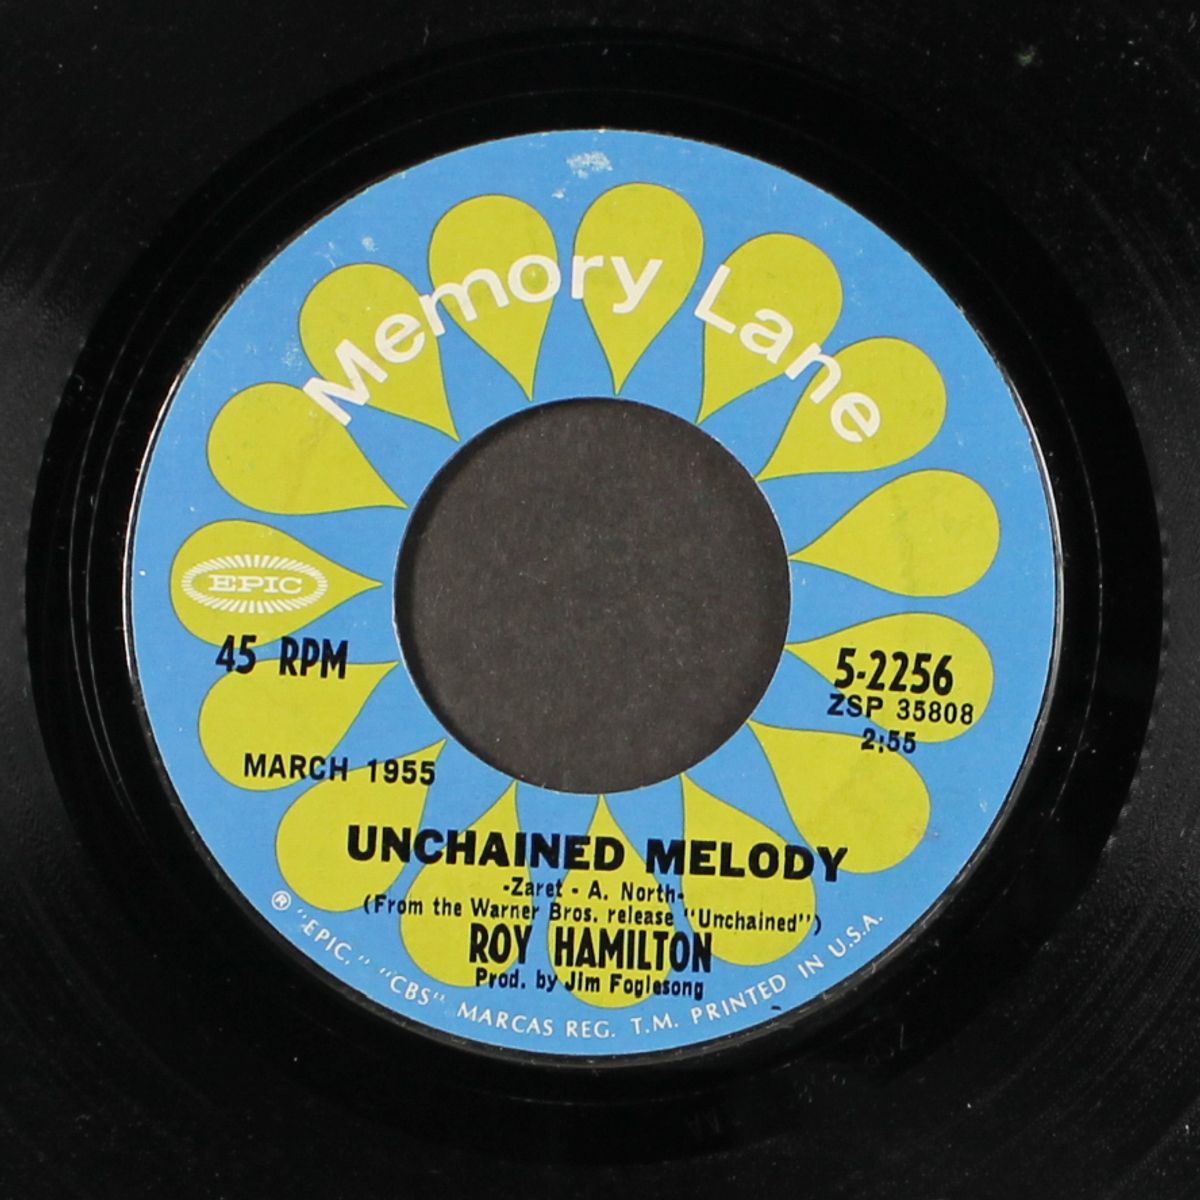 Memory Lane
EPIC
45 RPM
5-2256
ZSP 35808
2:55
MARCH 1955
UNCHAINED MELODY
-Zaret - A. North-
(From the Warner Bros. release "Unchained")
ROY HAMILTON
Prod. by Jim Foglesong
® "EPIC," "CBS" MARCAS REG. T.M. PRINTED IN U.S.A.